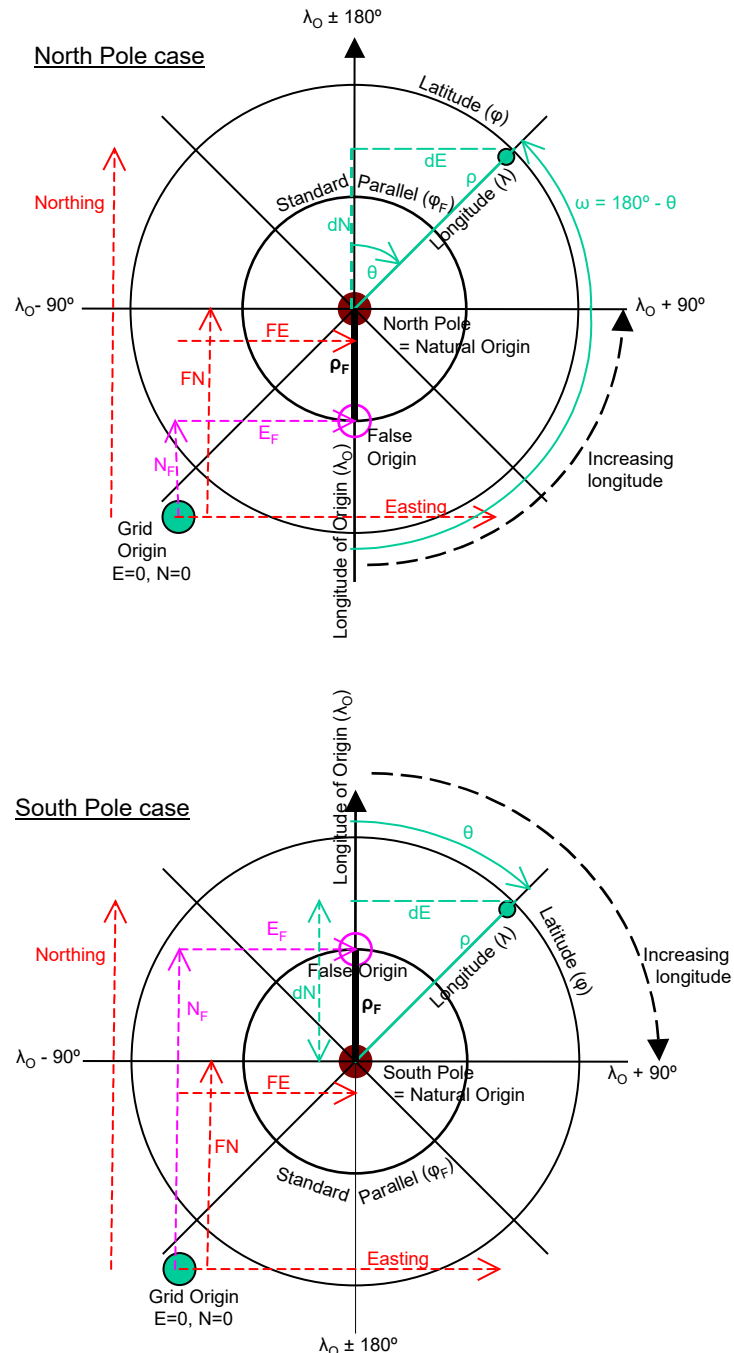 λO ± 180º
North Pole case
Latitude (φ)
dE
ρ
Northing
Standard Parallel (φF)
Longitude (λ)
ω = 180º - θ
dN
θ
λO- 90º
λO + 90º
North Pole
= Natural Origin
FE
FN
ρF
EF
False
Origin
NF
Increasing
longitude
Easting
Grid
Origin
E=0, N=0
Longitude of Origin (λO)
Longitude of Origin (λO)
South Pole case
θ
dE
EF
ρ
Latitude (φ)
Northing
Longitude (λ)
Increasing
longitude
False Origin
dN
NF
ρF
λO - 90º
South Pole
= Natural Origin
λO + 90º
FE
FN
Standard Parallel (φF)
Easting
Grid Origin
E=0, N=0
λO ± 180º